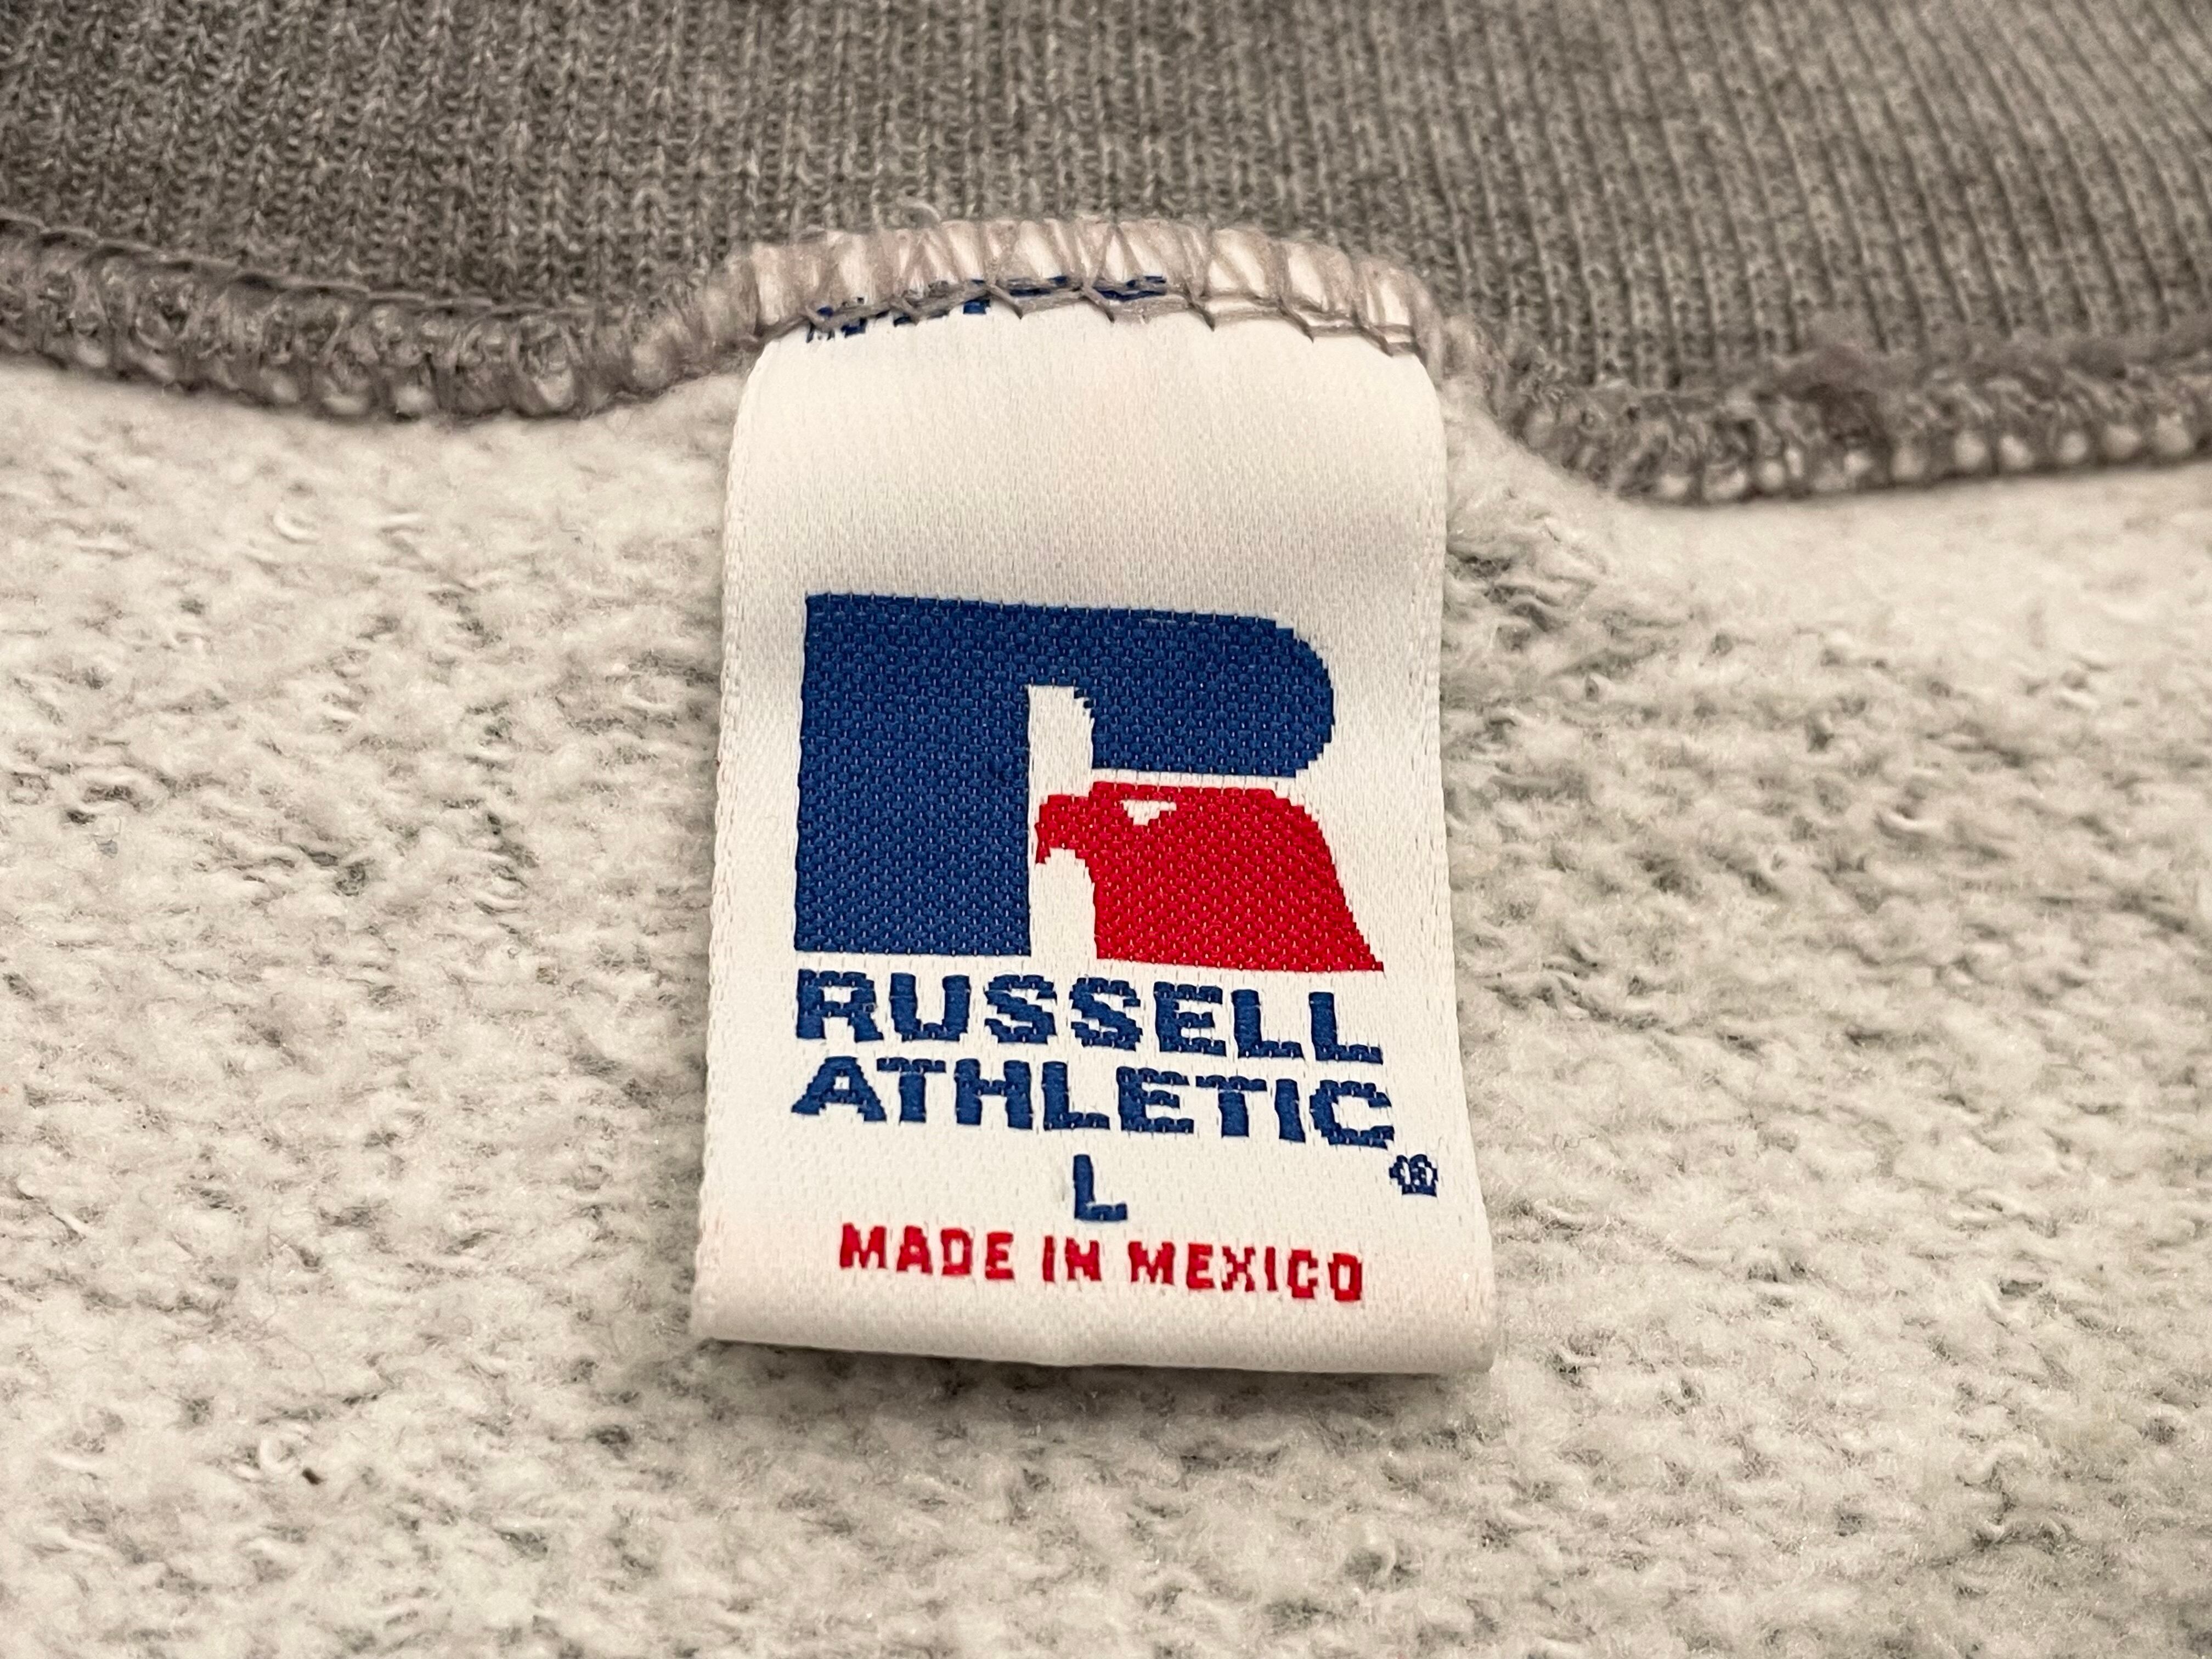 RUSSELL
ATHLETIC®
L
MADE IN MEXICO